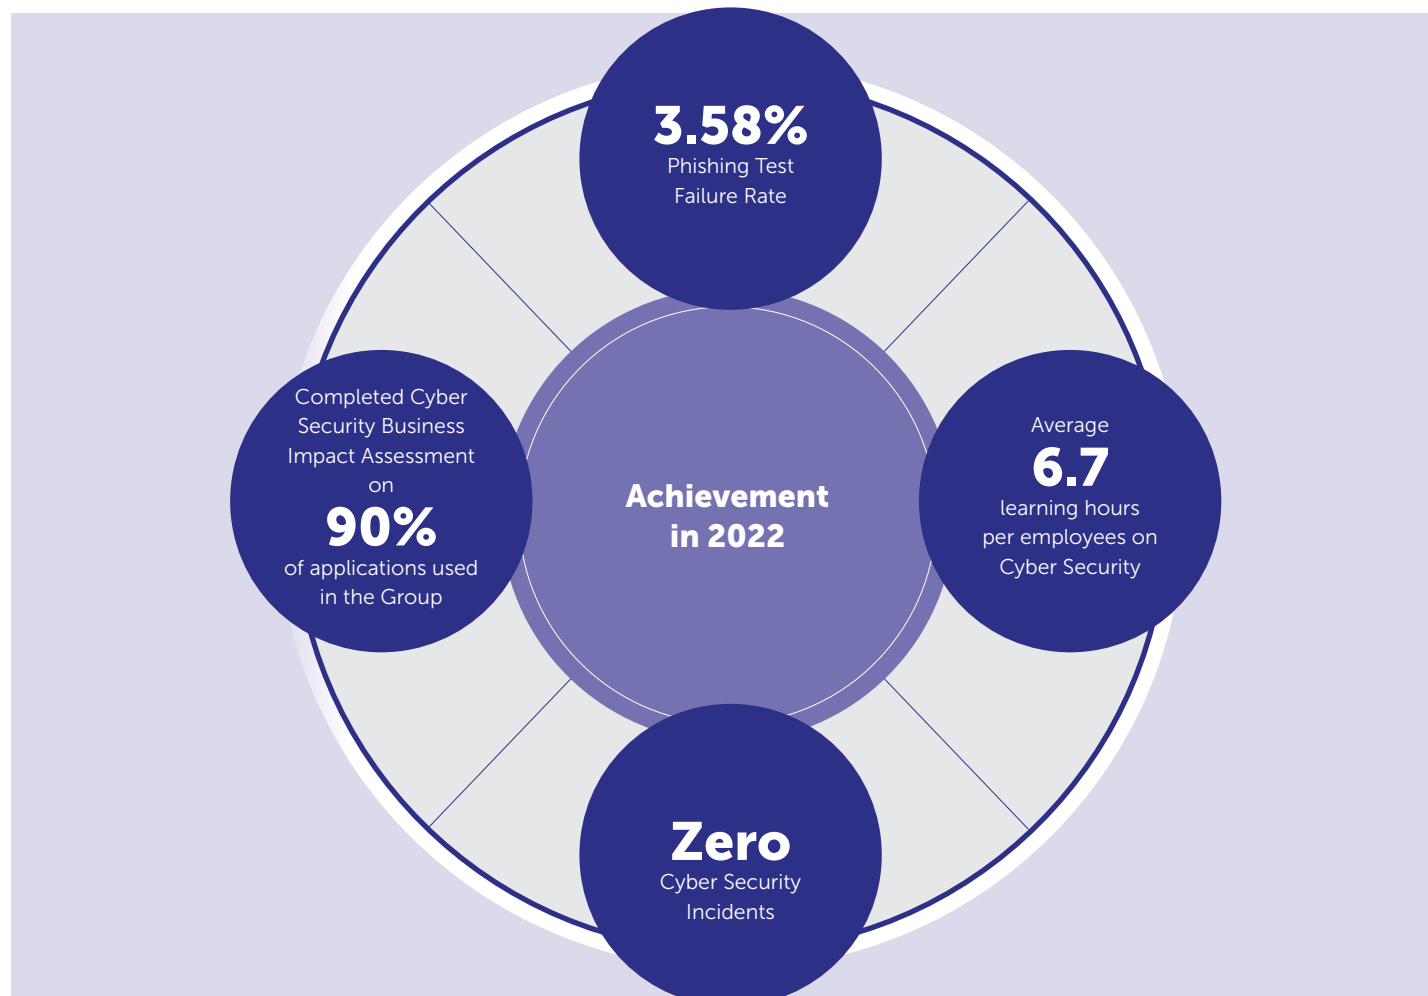 3.58%
Phishing Test
Failure Rate
Completed Cyber
Security Business
Impact Assessment
on
90%
of applications used
in the Group
Achievement
in 2022
Average
6.7
learning hours
per employees on
Cyber Security
Zero
Cyber Security
Incidents